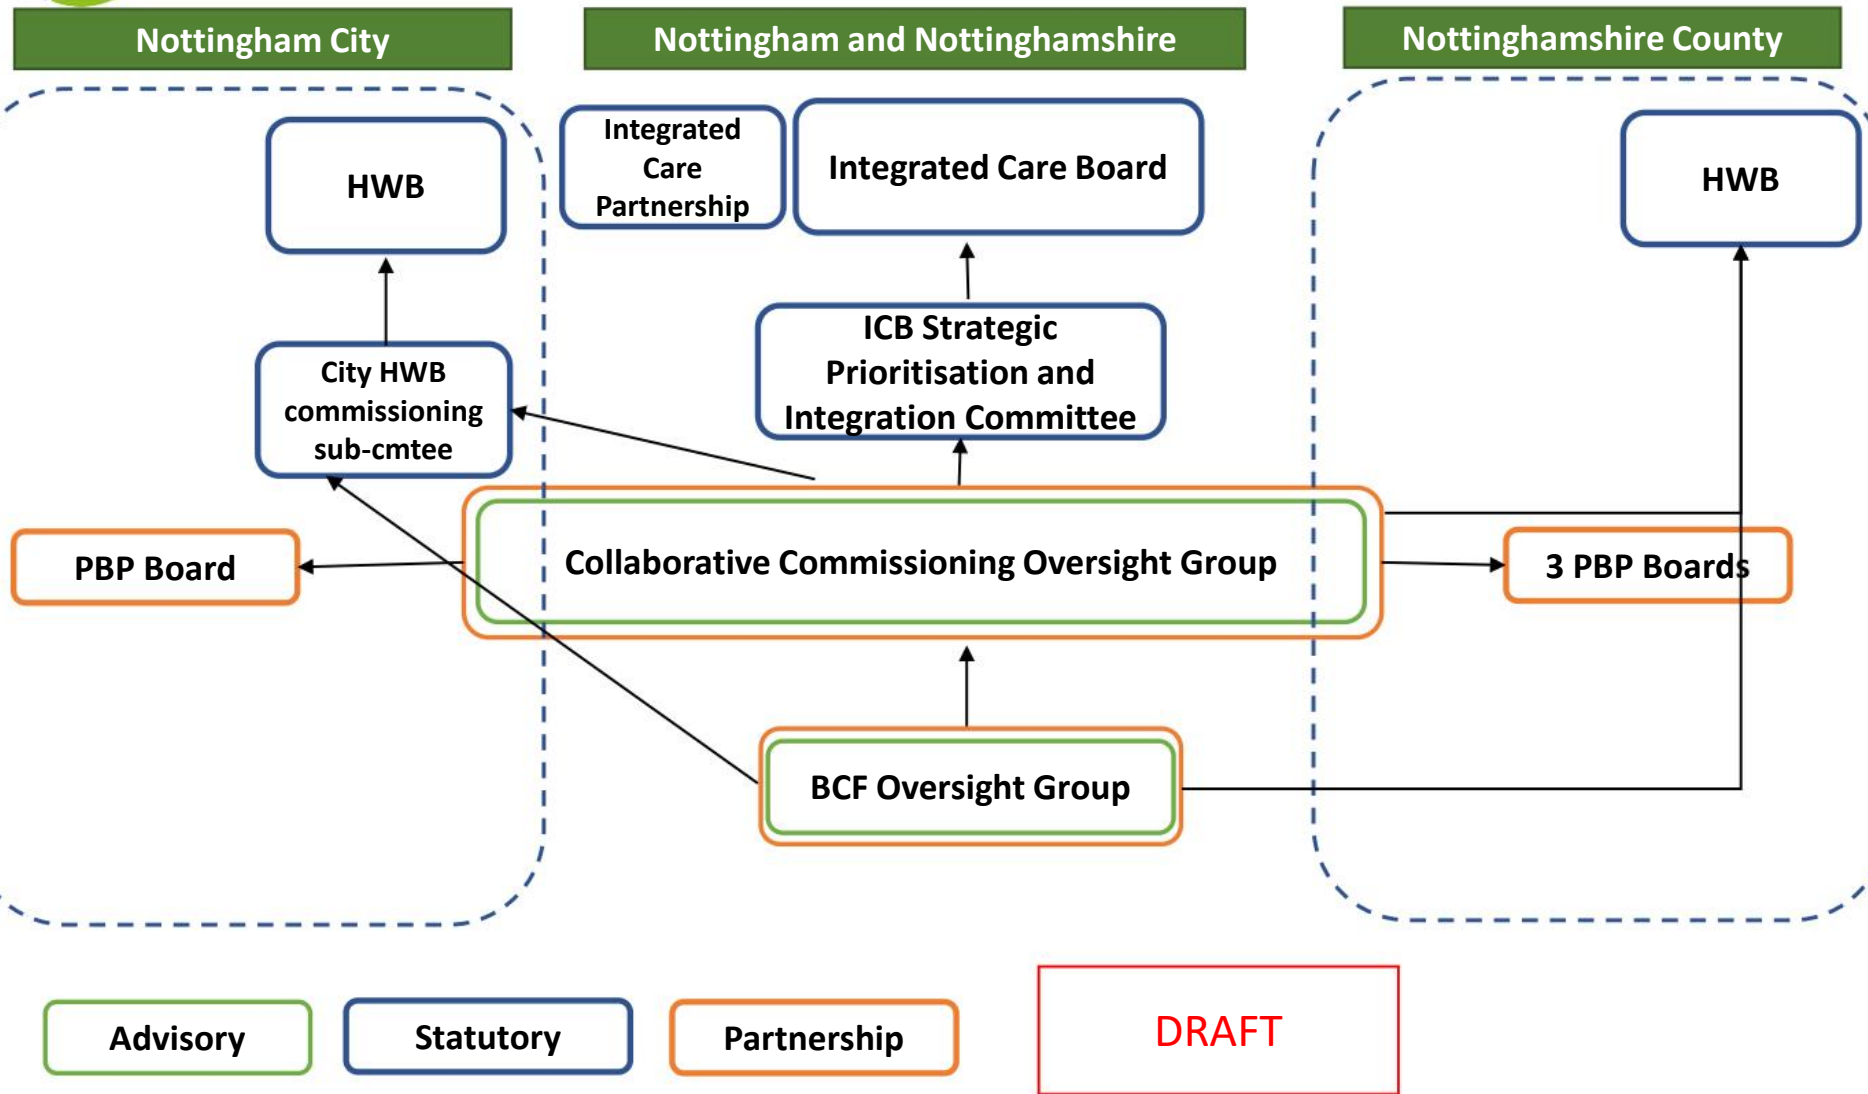 Nottingham City
Nottingham and Nottinghamshire
Nottinghamshire County
HWB
Integrated
Care
Partnership
Integrated Care Board
HWB
ICB Strategic
Prioritisation and
Integration Committee
City HWB
commissioning
sub-cmtee
PBP Board
Collaborative Commissioning Oversight Group
3 PBP Boards
BCF Oversight Group
Advisory
Statutory
Partnership
DRAFT